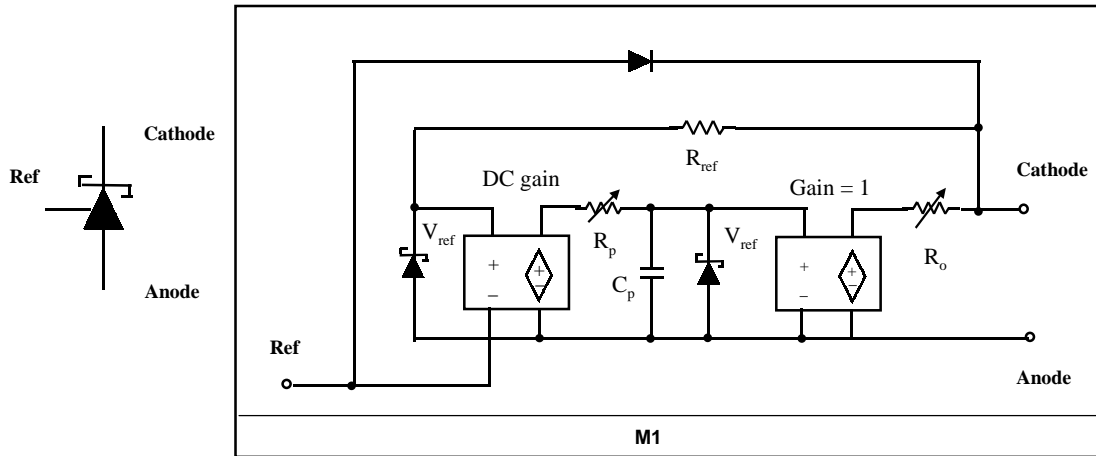 Cathode
Ref
Anode
R_ref
DC gain
Gain = 1
Cathode
V_ref
R_p
V_ref
R_o
+
+
−
+
+
−
−
C_p
−
Ref
Anode
M1